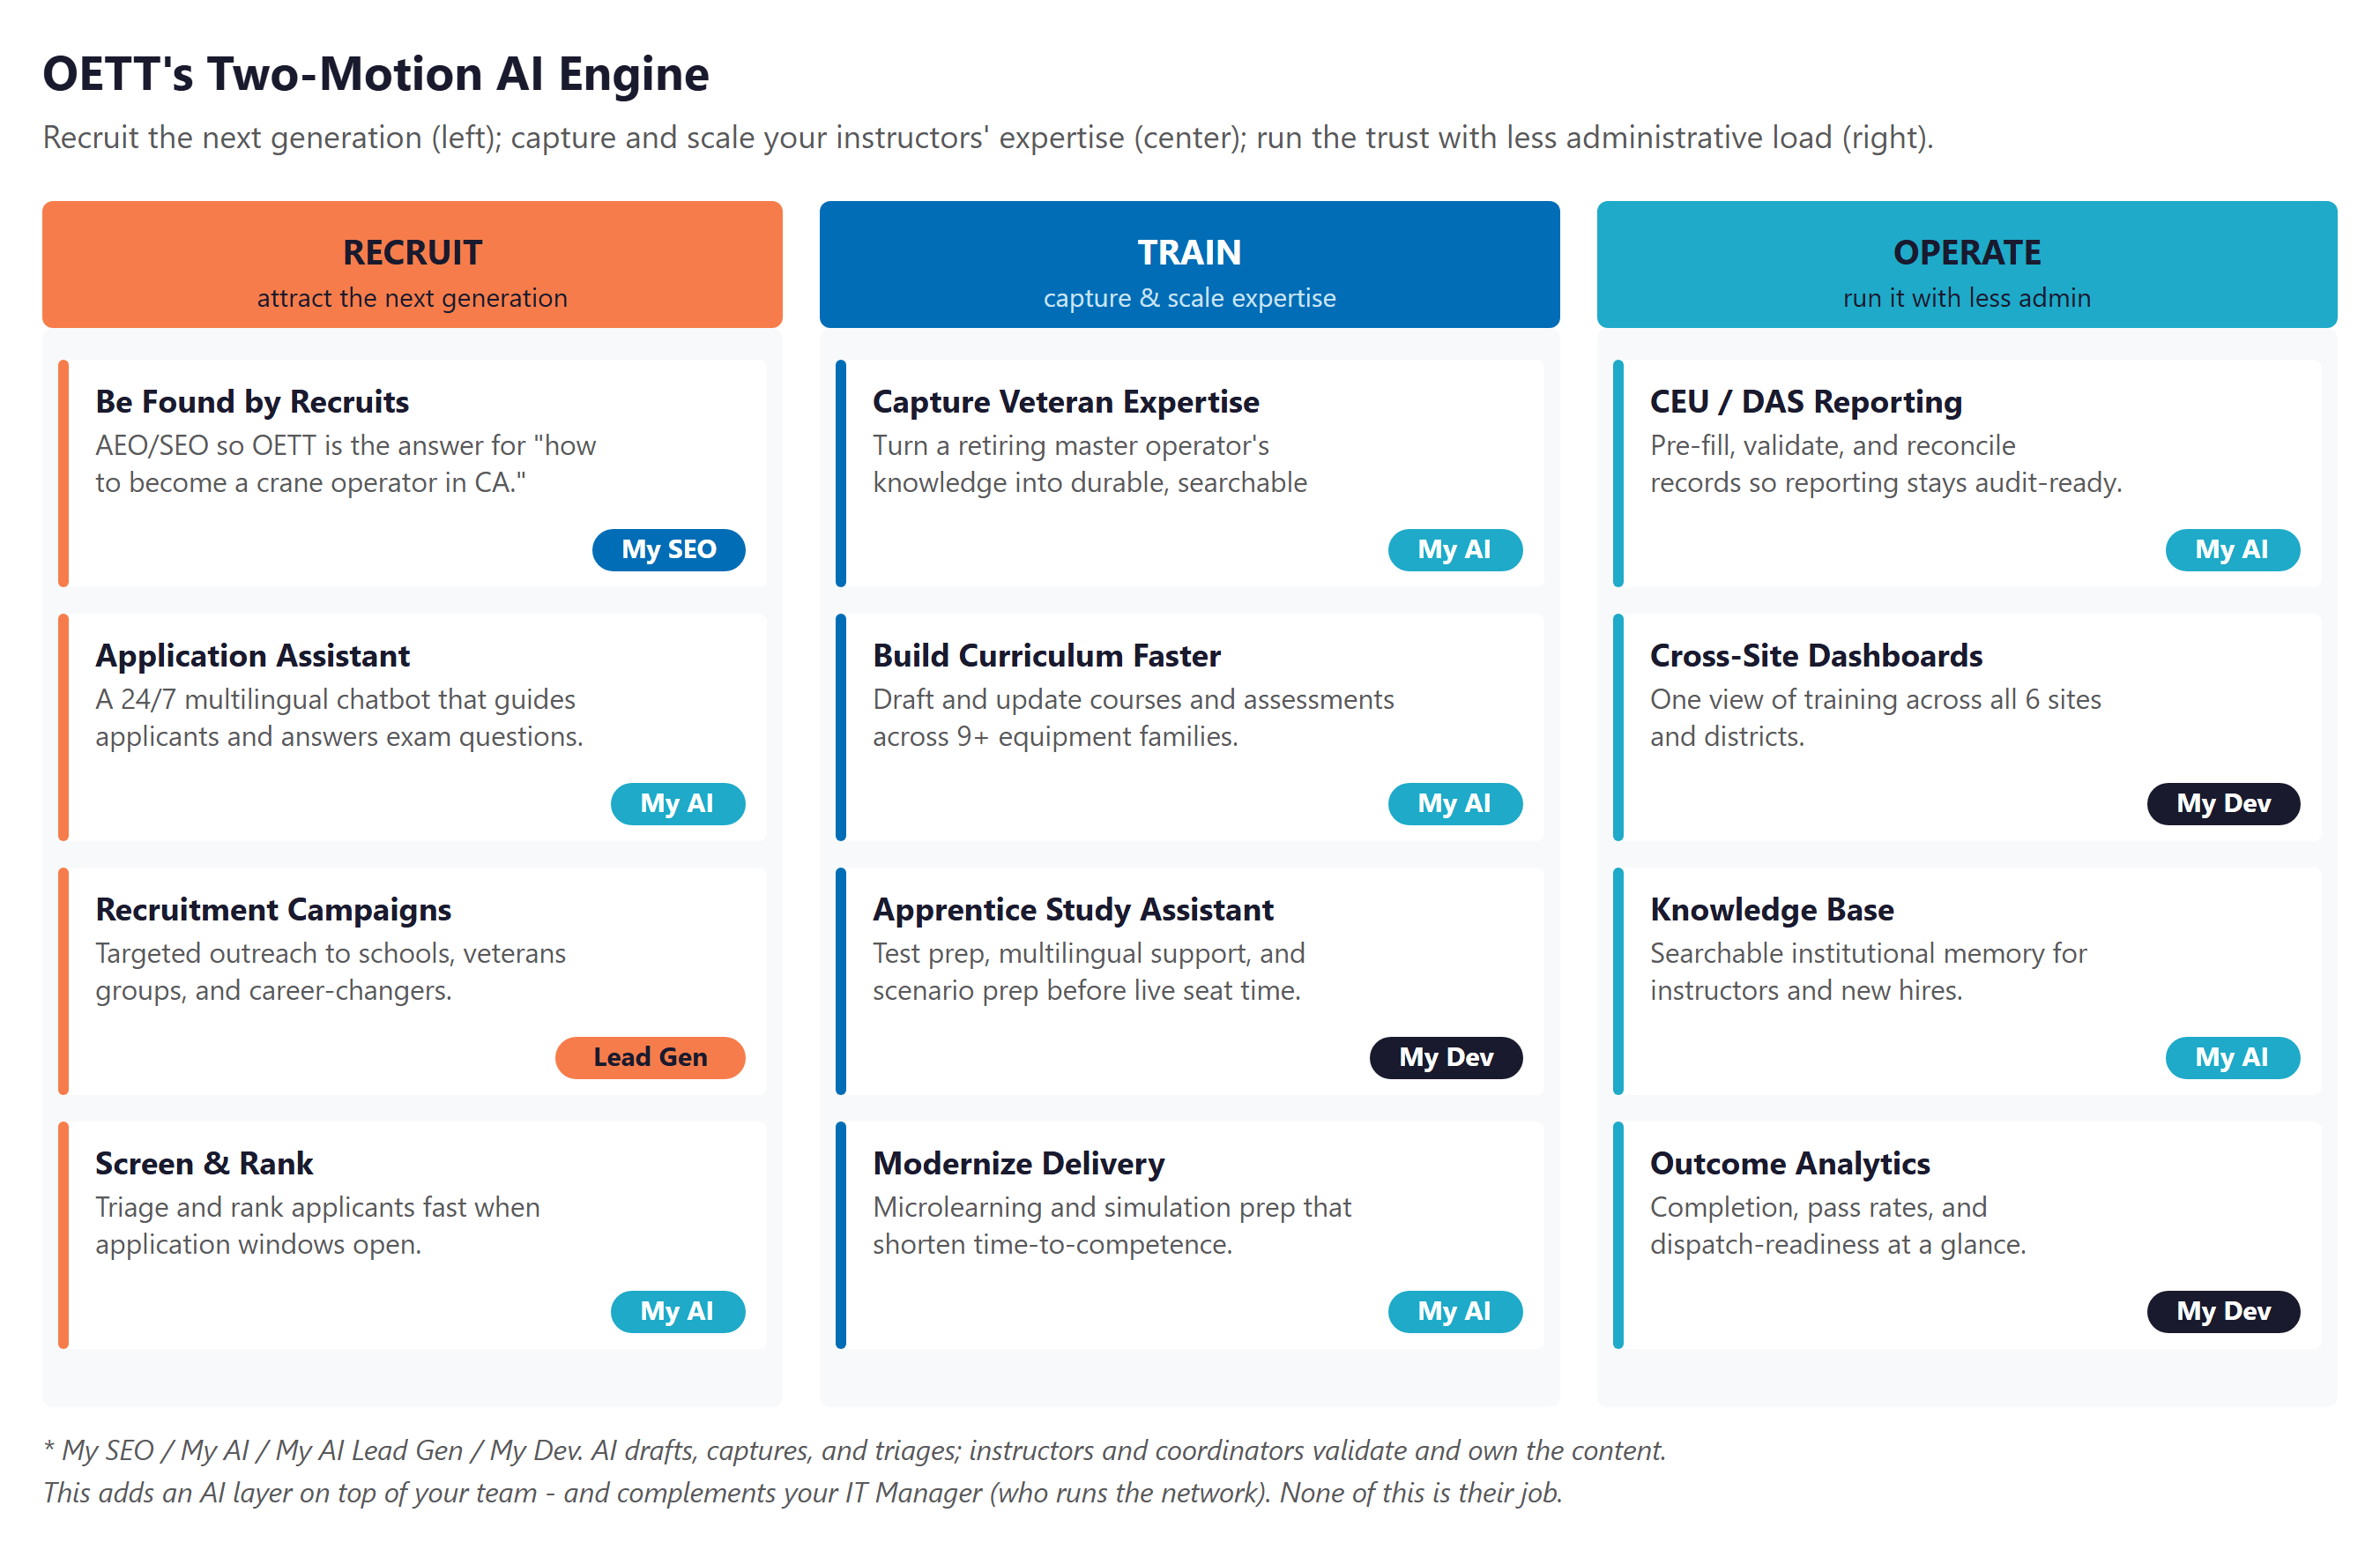 OETT's Two-Motion AI Engine
Recruit the next generation (left); capture and scale your instructors' expertise (center); run the trust with less administrative load (right).
RECRUIT
attract the next generation
Be Found by Recruits
AEO/SEO so OETT is the answer for "how
to become a crane operator in CA."
My SEO
Application Assistant
A 24/7 multilingual chatbot that guides
applicants and answers exam questions.
My AI
Recruitment Campaigns
Targeted outreach to schools, veterans
groups, and career-changers.
Lead Gen
Screen & Rank
Triage and rank applicants fast when
application windows open.
My AI
TRAIN
capture & scale expertise
Capture Veteran Expertise
Turn a retiring master operator's
knowledge into durable, searchable
My AI
Build Curriculum Faster
Draft and update courses and assessments
across 9+ equipment families.
My AI
Apprentice Study Assistant
Test prep, multilingual support, and
scenario prep before live seat time.
My Dev
Modernize Delivery
Microlearning and simulation prep that
shorten time-to-competence.
My AI
OPERATE
run it with less admin
CEU / DAS Reporting
Pre-fill, validate, and reconcile
records so reporting stays audit-ready.
My AI
Cross-Site Dashboards
One view of training across all 6 sites
and districts.
My Dev
Knowledge Base
Searchable institutional memory for
instructors and new hires.
My AI
Outcome Analytics
Completion, pass rates, and
dispatch-readiness at a glance.
My Dev
* My SEO / My AI / My AI Lead Gen / My Dev. AI drafts, captures, and triages; instructors and coordinators validate and own the content.
This adds an AI layer on top of your team - and complements your IT Manager (who runs the network). None of this is their job.